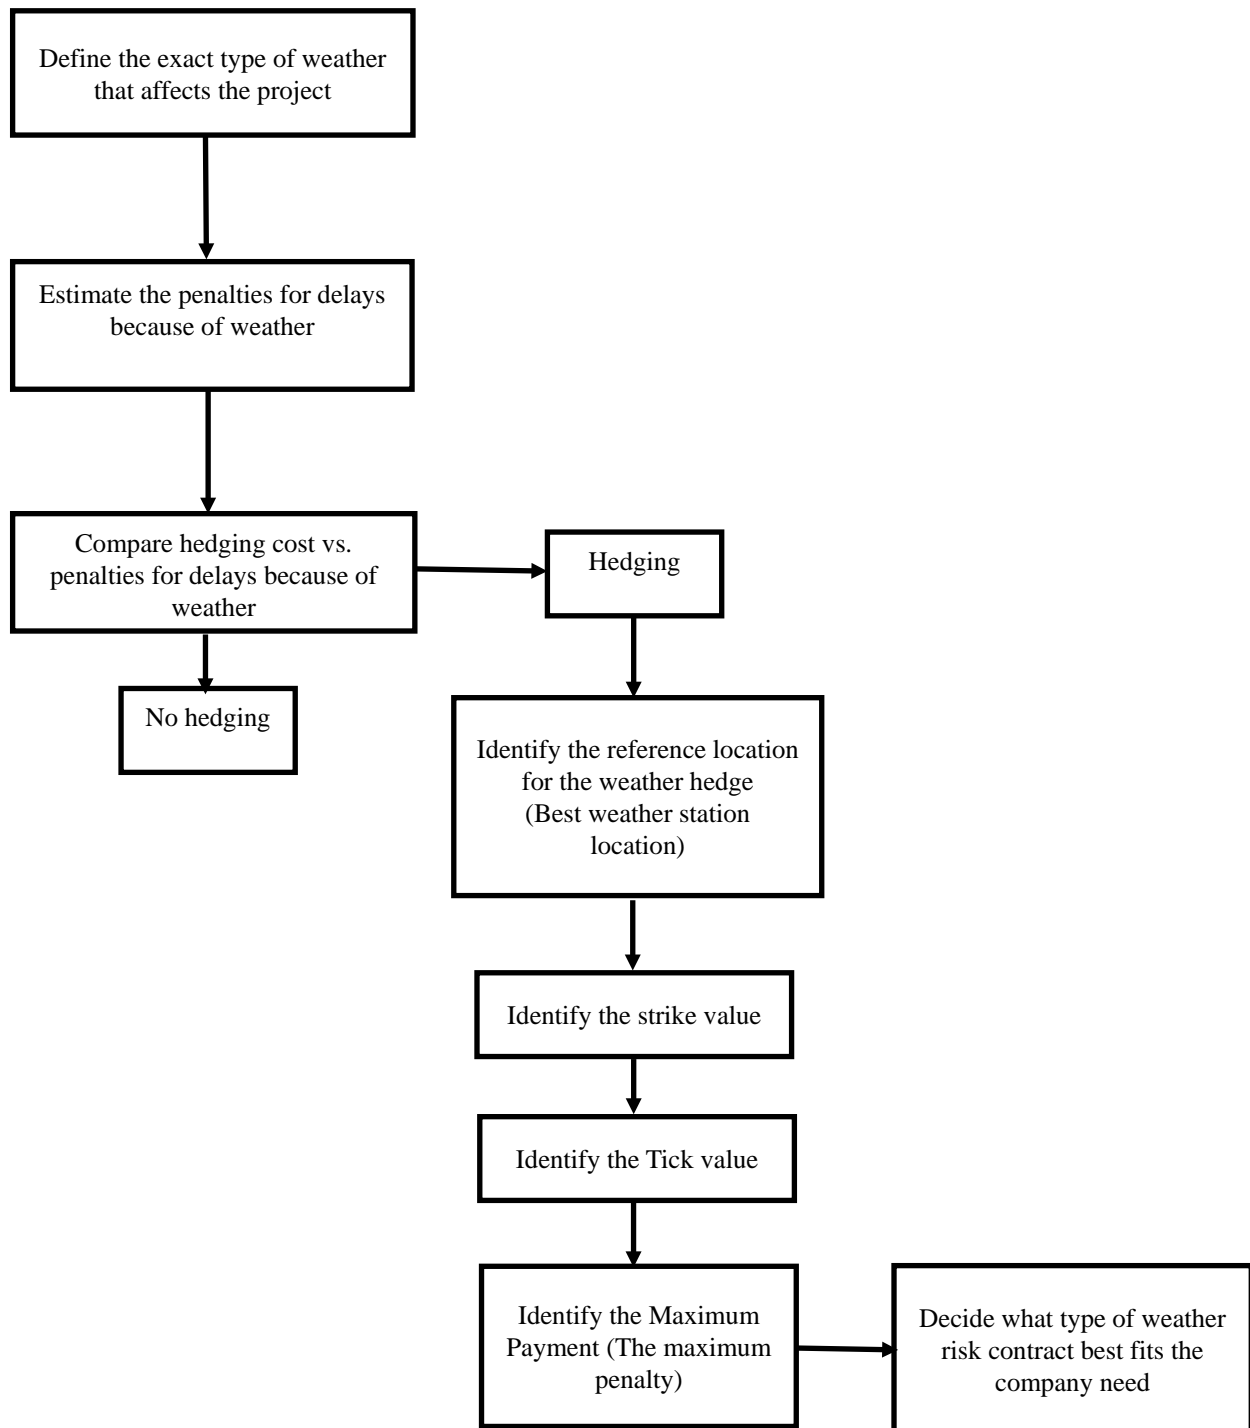 Define the exact type of weather
that affects the project
Estimate the penalties for delays
because of weather
Compare hedging cost vs.
penalties for delays because of
weather
Hedging
No hedging
Identify the reference location
for the weather hedge
(Best weather station
location)
Identify the strike value
Identify the Tick value
Identify the Maximum
Payment (The maximum
penalty)
Decide what type of weather
risk contract best fits the
company need